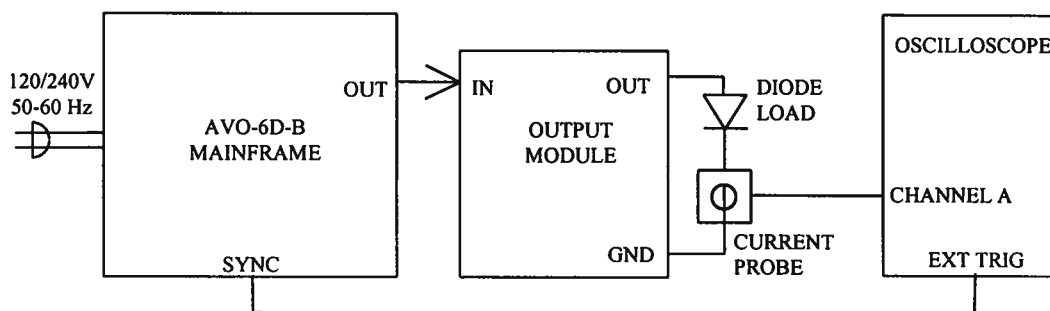 120/240V
50-60 Hz
AVO-6D-B
MAINFRAME
OUT
SYNC
IN
OUTPUT
MODULE
OUT
GND
DIODE
LOAD
CURRENT
PROBE
OSCILLOSCOPE
CHANNEL A
EXT TRIG